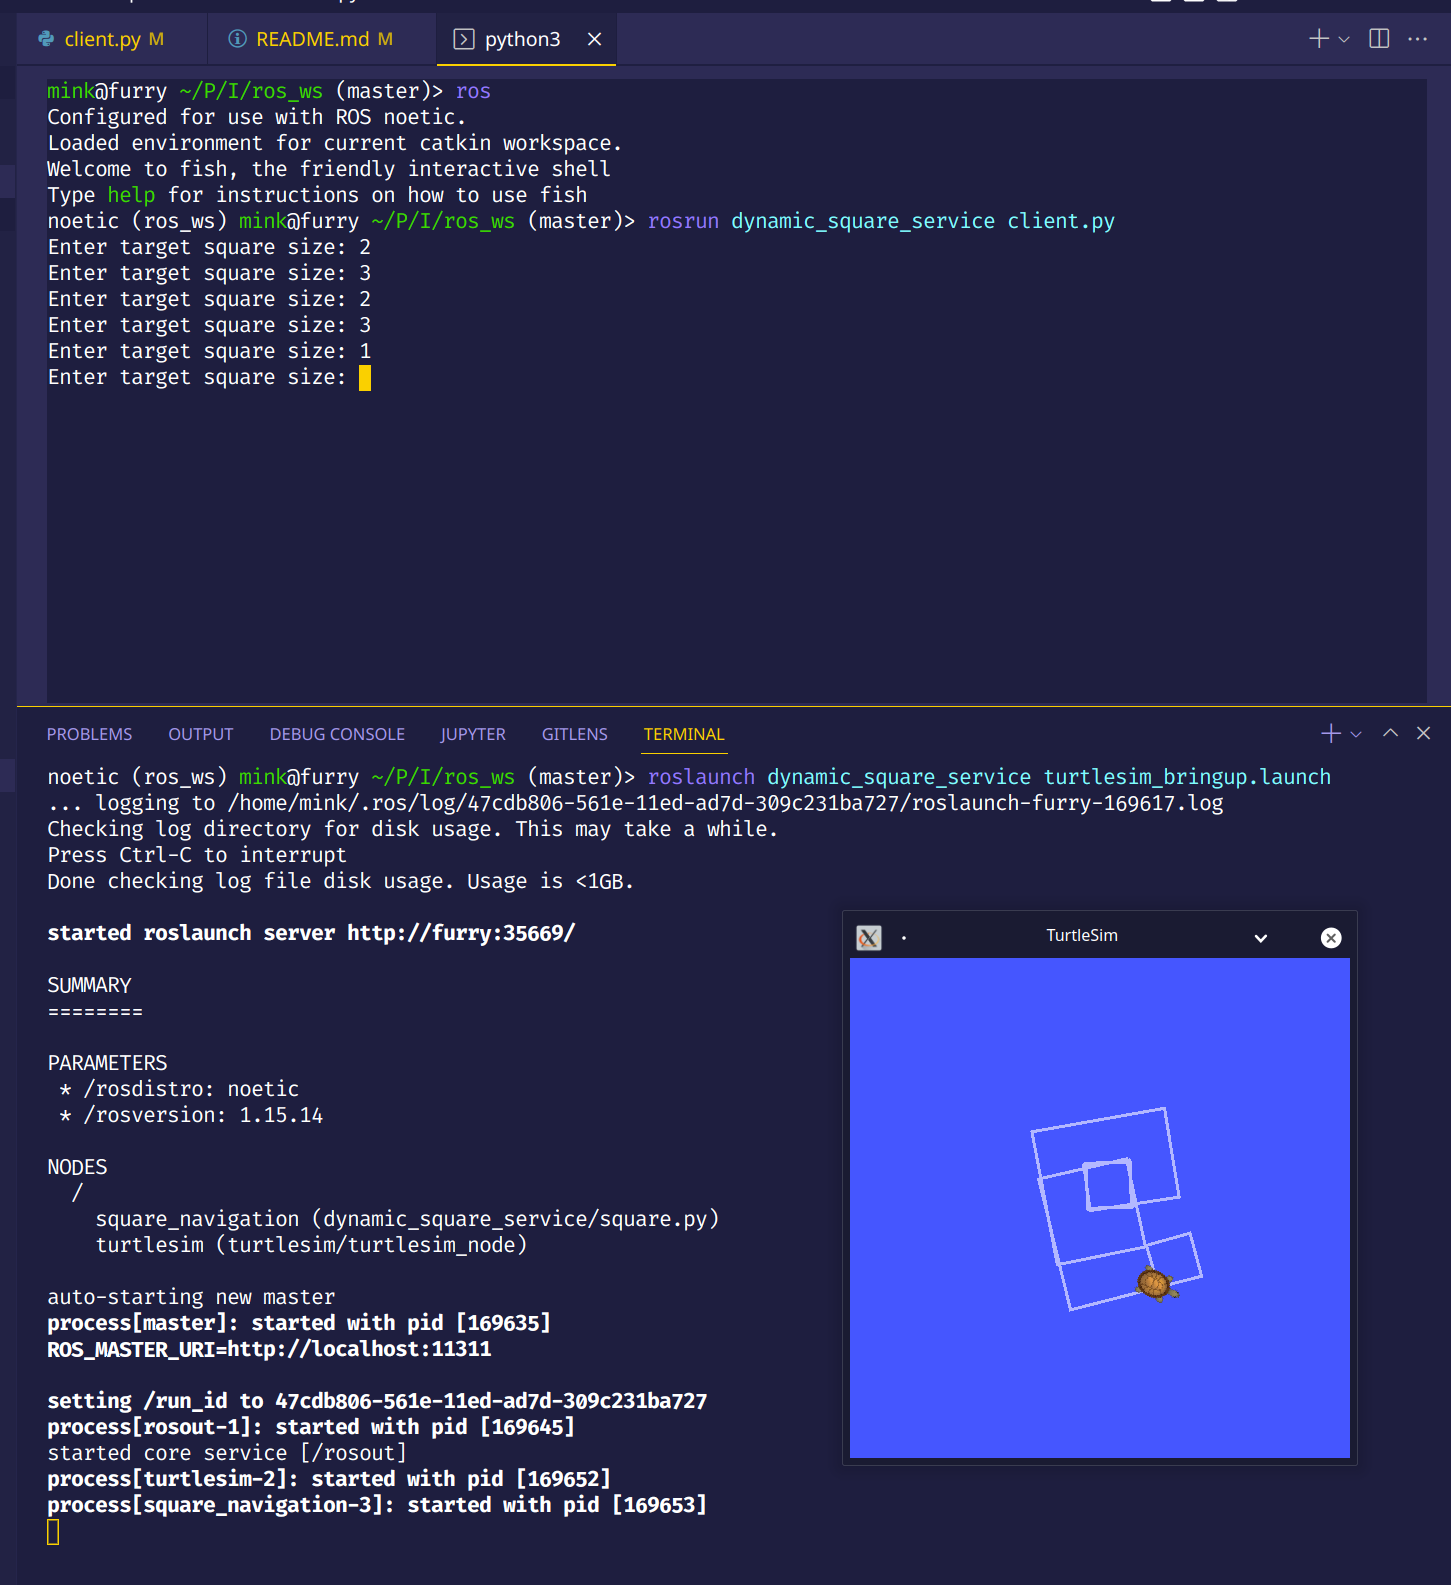 client.py M README.md M python3
mink@furry ~/P/I/ros_ws (master)> ros
Configured for use with ROS noetic.
Loaded environment for current catkin workspace.
Welcome to fish, the friendly interactive shell
Type help for instructions on how to use fish
noetic (ros_ws) mink@furry ~/P/I/ros_ws (master)> rosrun dynamic_square_service client.py
Enter target square size: 2
Enter target square size: 3
Enter target square size: 2
Enter target square size: 3
Enter target square size: 1
Enter target square size:
PROBLEMS OUTPUT DEBUG CONSOLE JUPYTER GITLENS TERMINAL
noetic (ros_ws) mink@furry ~/P/I/ros_ws (master)> roslaunch dynamic_square_service turtlesim_bringup.launch
... logging to /home/mink/.ros/log/47cdb806-561e-11ed-ad7d-309c231ba727/roslaunch-furry-169617.log
Checking log directory for disk usage. This may take a while.
Press Ctrl-C to interrupt
Done checking log file disk usage. Usage is <1GB.
started roslaunch server http://furry:35669/
SUMMARY
========
PARAMETERS
* /rosdistro: noetic
* /rosversion: 1.15.14
NODES
/
square_navigation (dynamic_square_service/square.py)
turtlesim (turtlesim/turtlesim_node)
auto-starting new master
process[master]: started with pid [169635]
ROS_MASTER_URI=http://localhost:11311
setting /run_id to 47cdb806-561e-11ed-ad7d-309c231ba727
process[rosout-1]: started with pid [169645]
started core service [/rosout]
process[turtlesim-2]: started with pid [169652]
process[square_navigation-3]: started with pid [169653]
TurtleSim